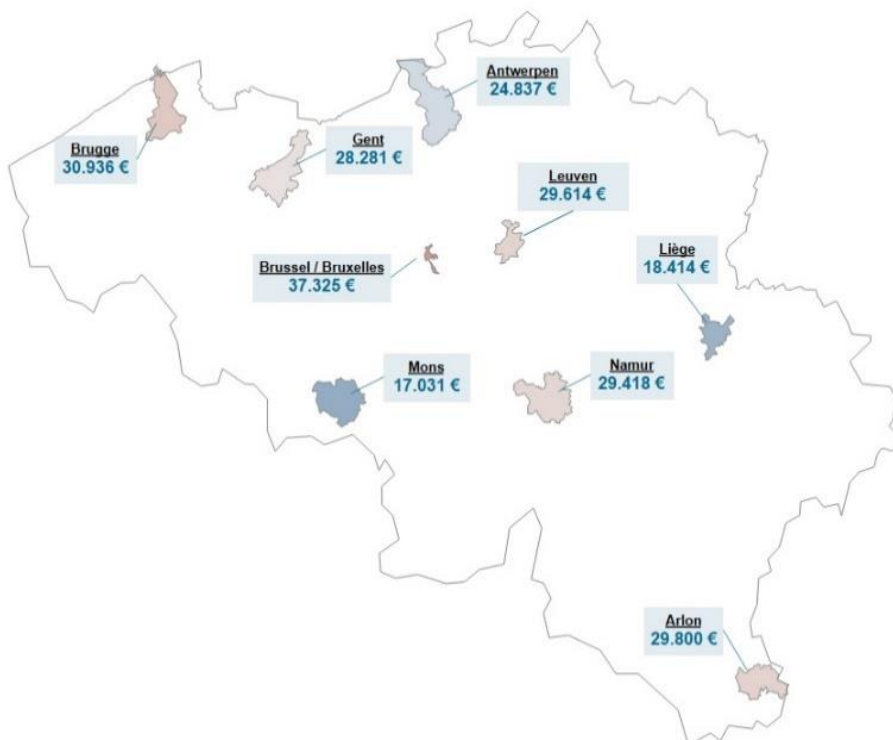 Antwerpen
24.837 €
Brugge
30.936 €
Gent
28.281 €
Leuven
29.614 €
Brussel / Bruxelles
37.325 €
Liège
18.414 €
Mons
17.031 €
Namur
29.418 €
Arlon
29.800 €